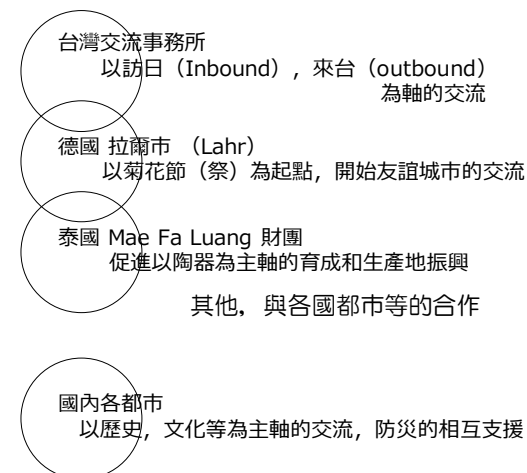 台灣交流事務所
以訪日（Inbound），來台（outbound）
為軸的交流
德國 拉爾市 （Lahr）
以菊花節（祭）為起點，開始友誼城市的交流
泰國 Mae Fa Luang 財團
促進以陶器為主軸的育成和生產地振興
其他，與各國都市等的合作
國內各都市
以歷史，文化等為主軸的交流，防災的相互支援